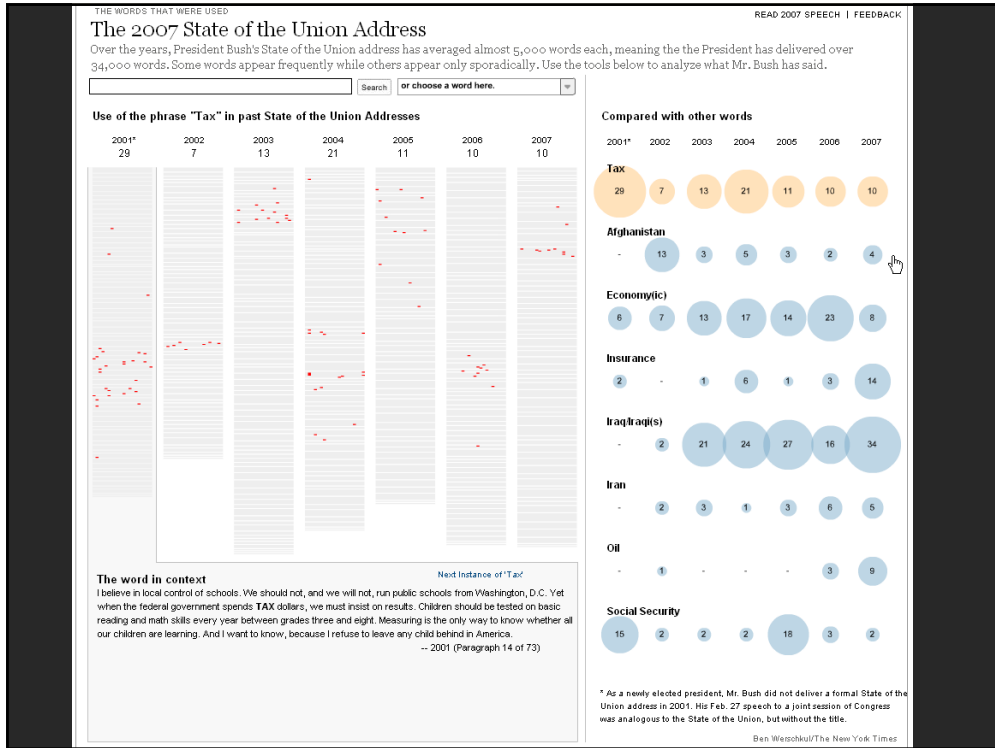 THE WORDS THAT WERE USED
READ 2007 SPEECH | FEEDBACK
The 2007 State of the Union Address
Over the years, President Bush's State of the Union address has averaged almost 5,000 words each, meaning the the President has delivered over
34,000 words. Some words appear frequently while others appear only sporadically. Use the tools below to analyze what Mr. Bush has said.
Search
or choose a word here.
Use of the phrase "Tax" in past State of the Union Addresses
2001* 2002 2003 2004 2005 2006 2007
29 7 13 21 11 10 10
The word in context
Next Instance of 'Tax'
I believe in local control of schools. We should not, and we will not, run public schools from Washington, D.C. Yet
when the federal government spends TAX dollars, we must insist on results. Children should be tested on basic
reading and math skills every year between grades three and eight. Measuring is the only way to know whether all
our children are learning. And I want to know, because I refuse to leave any child behind in America.
-- 2001 (Paragraph 14 of 73)
Compared with other words
2001* 2002 2003 2004 2005 2006 2007
Tax
29 7 13 21 11 10 10
Afghanistan
- 13 3 5 3 2 4
Economy(ic)
6 7 13 17 14 23 8
Insurance
2 - 1 6 1 3 14
Iraq/Iraqi(s)
- 2 21 24 27 16 34
Iran
- 2 3 1 3 6 5
Oil
- 1 - - - 3 9
Social Security
15 2 2 2 18 3 2
* As a newly elected president, Mr. Bush did not deliver a formal State of the
Union address in 2001. His Feb. 27 speech to a joint session of Congress
was analogous to the State of the Union, but without the title.
Ben Werschkul/The New York Times